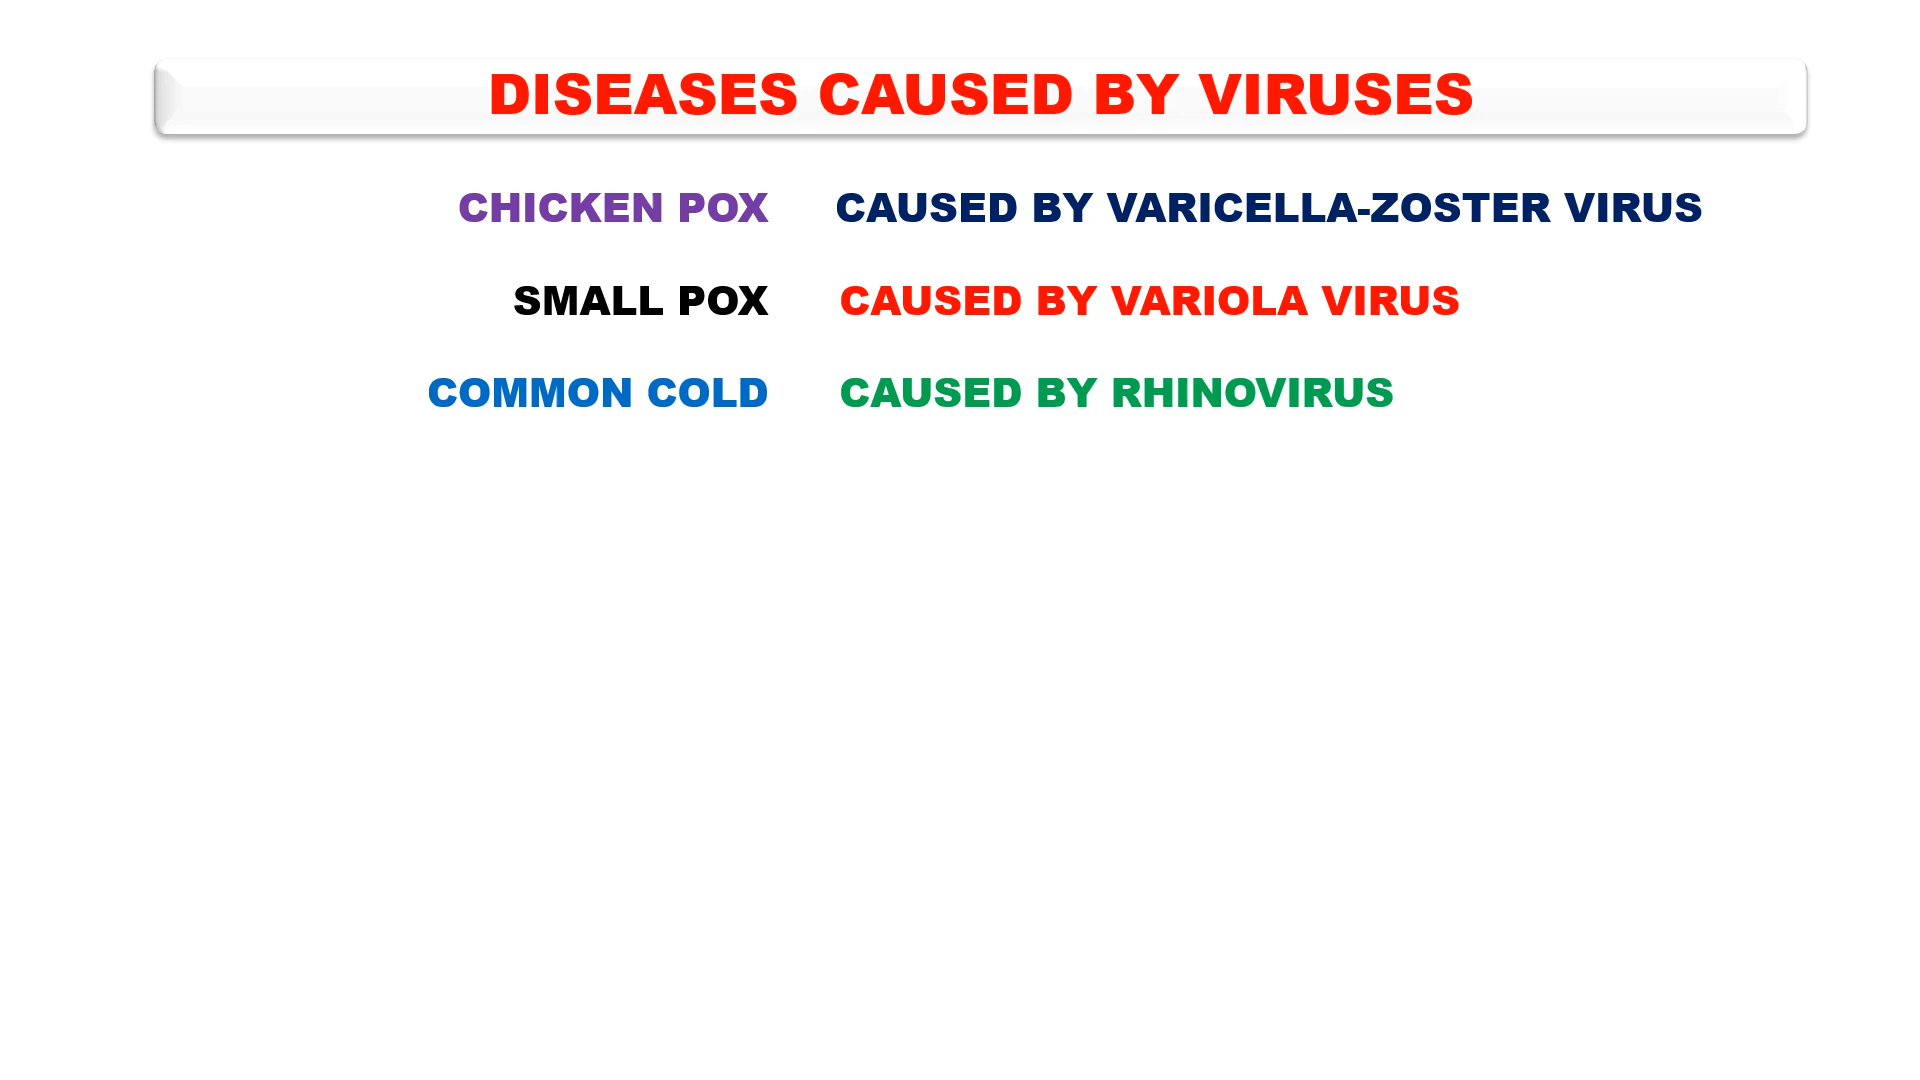 DISEASES CAUSED BY VIRUSES
CHICKEN POX CAUSED BY VARICELLA-ZOSTER VIRUS
SMALL POX CAUSED BY VARIOLA VIRUS
COMMON COLD CAUSED BY RHINOVIRUS